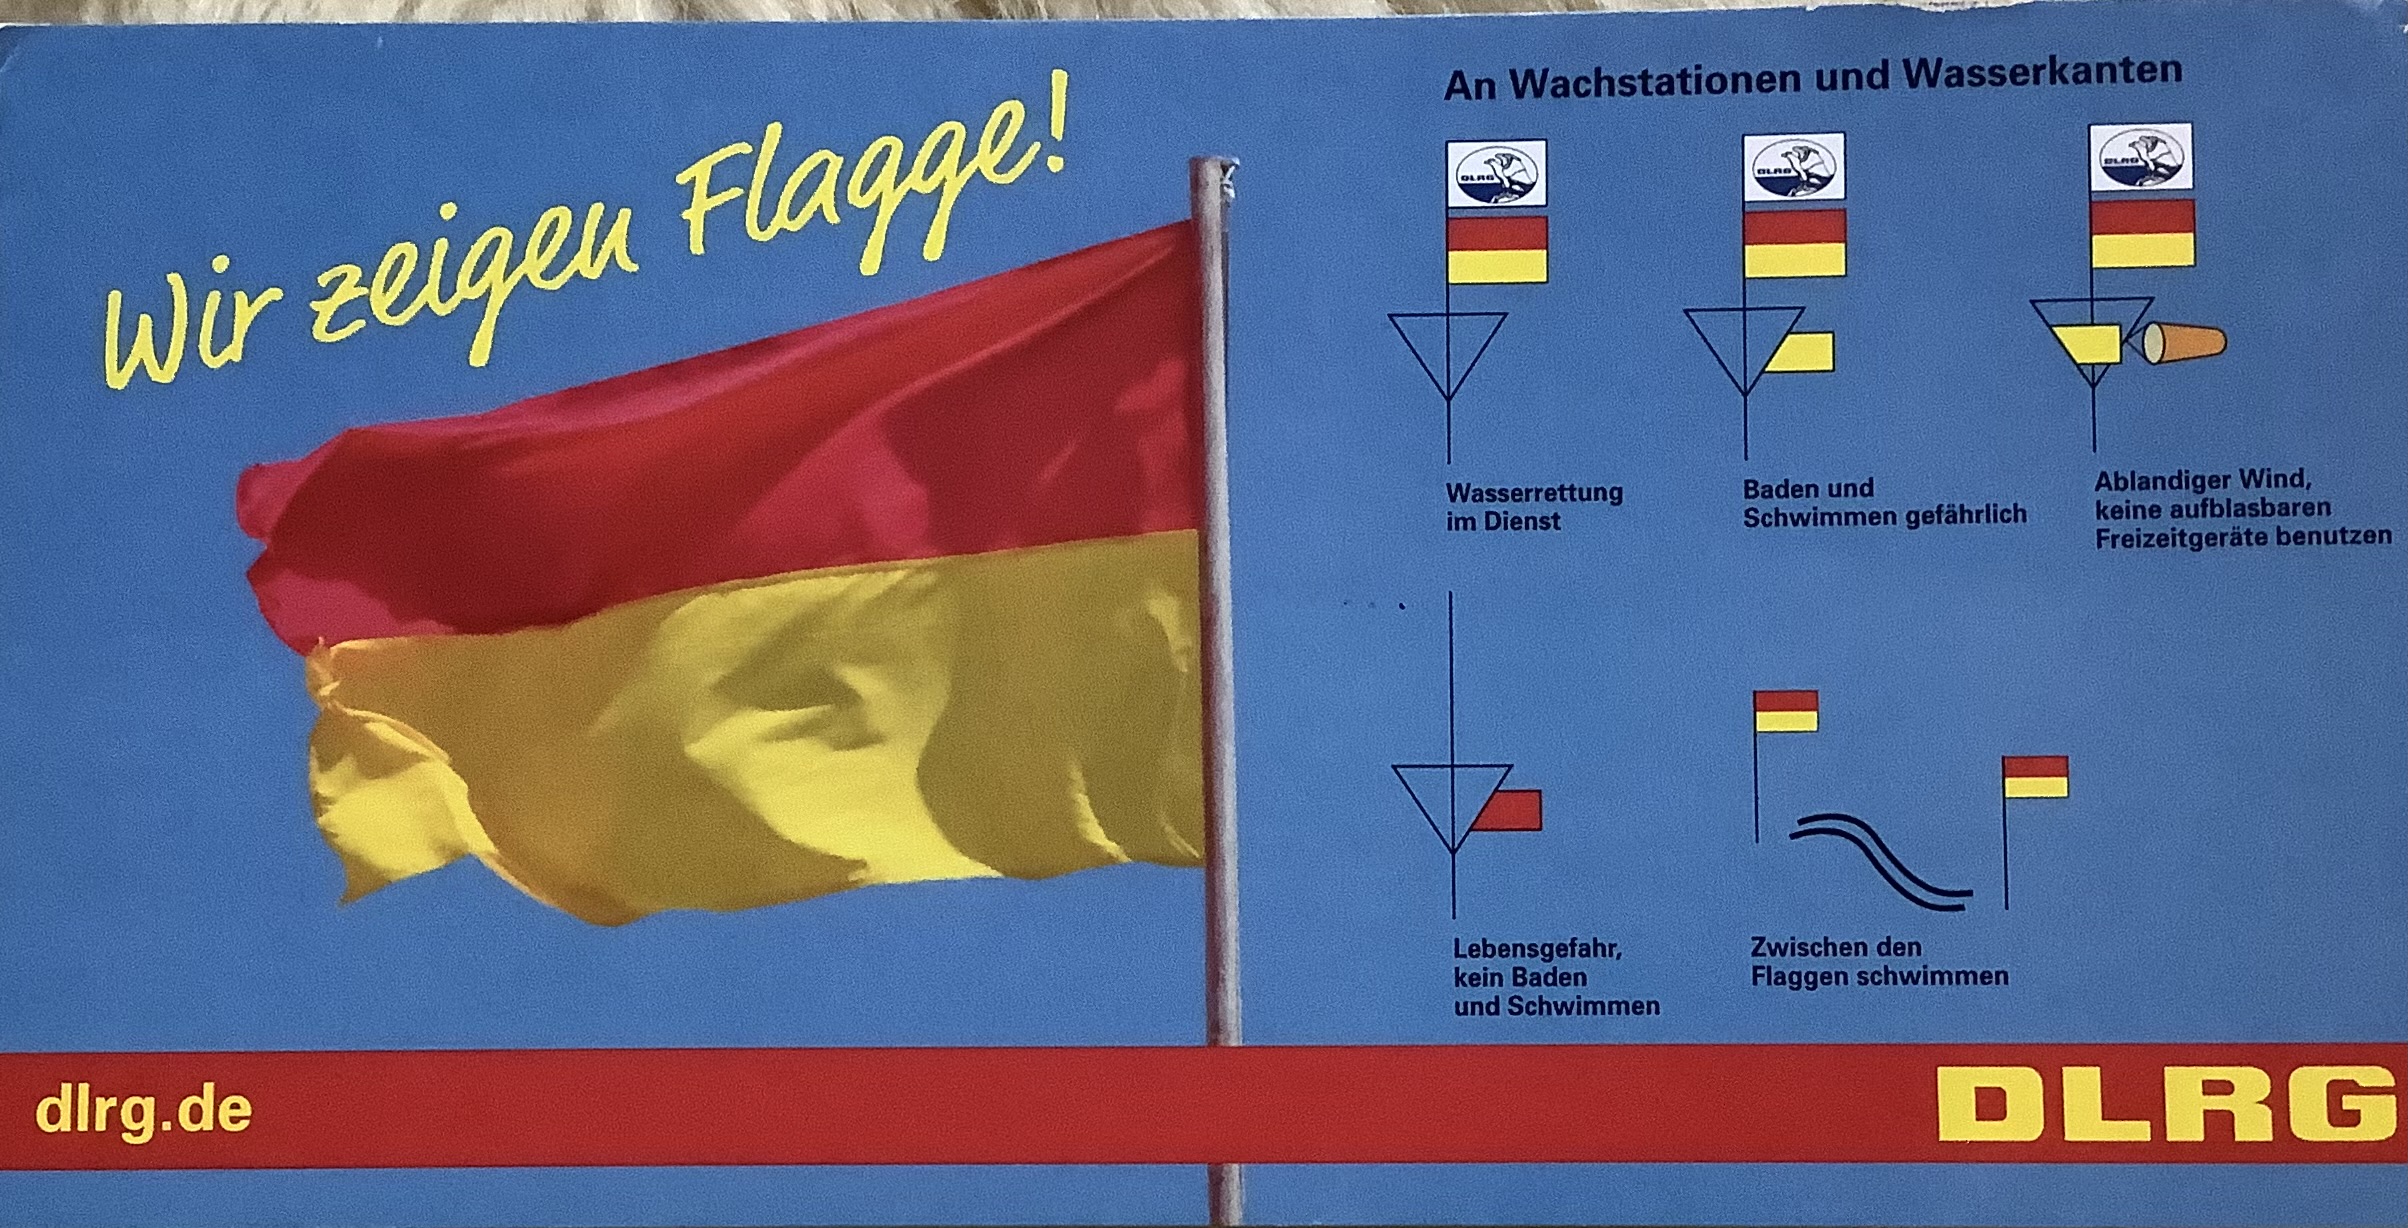 Wir zeigen Flagge!
An Wachstationen und Wasserkanten
DLRG
DLRG
DLRG
Wasserrettung
im Dienst
Baden und
Schwimmen gefährlich
Ablandiger Wind,
keine aufblasbaren
Freizeitgeräte benutzen
Lebensgefahr,
kein Baden
und Schwimmen
Zwischen den
Flaggen schwimmen
dlrg.de
DLRG